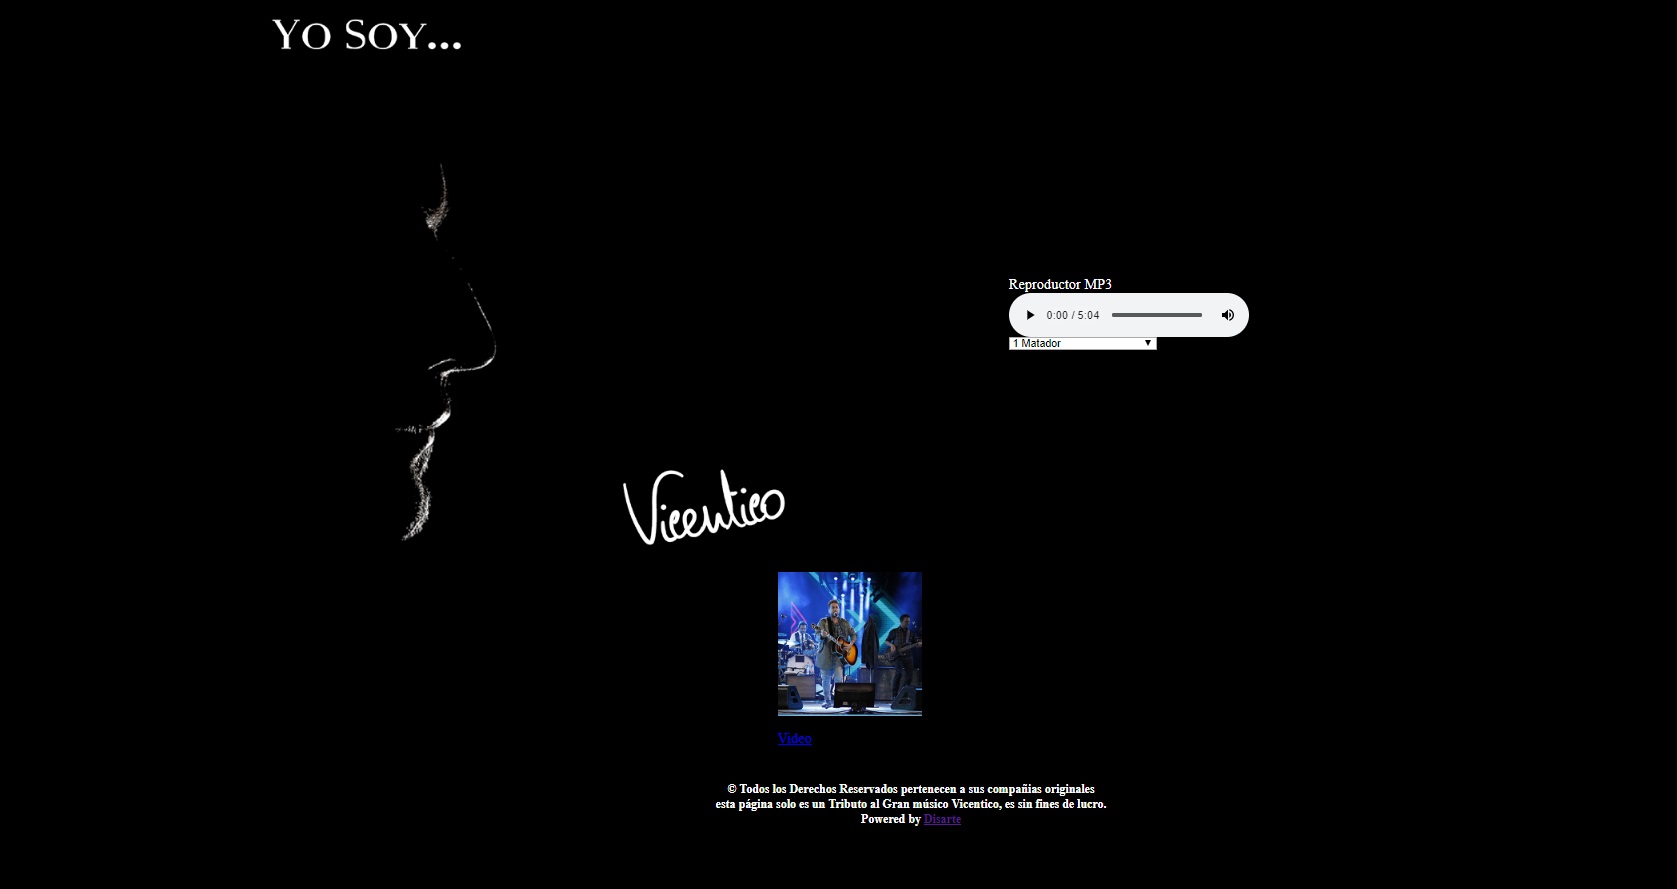 Yo Soy...
Reproductor MP3
0:00 / 5:04
1 Matador
Vicentico
Video
© Todos los Derechos Reservados pertenecen a sus compañias originales
esta página solo es un Tributo al Gran músico Vicentico, es sin fines de lucro.
Powered by Disarte